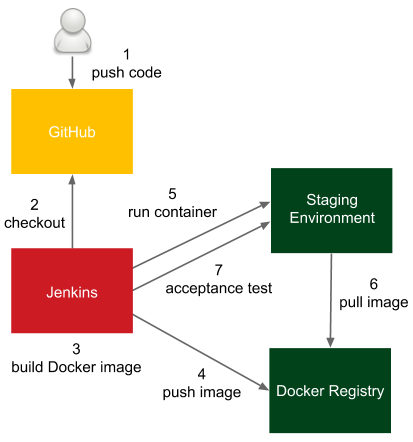 1
push code
GitHub
2
checkout
5
run container
Staging
Environment
7
acceptance test
Jenkins
6
pull image
3
build Docker image
4
push image
Docker Registry